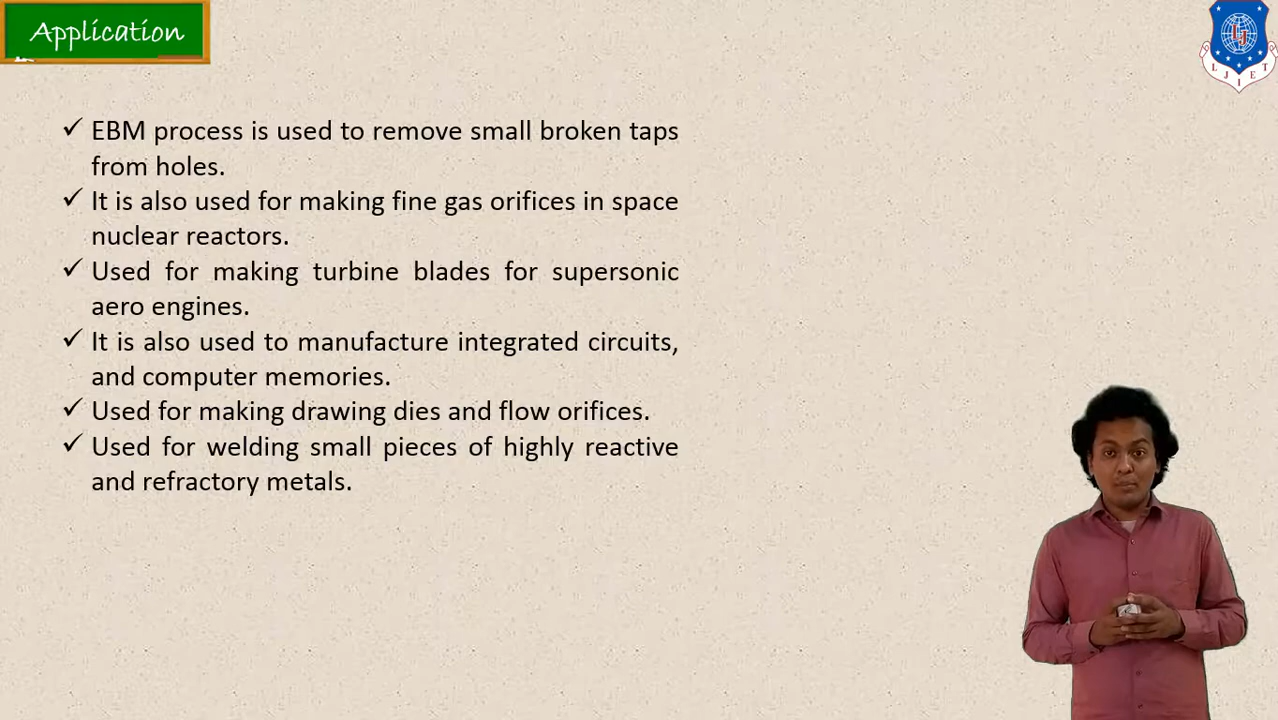 Application
LJIET
✓ EBM process is used to remove small broken taps
from holes.
✓ It is also used for making fine gas orifices in space
nuclear reactors.
✓ Used for making turbine blades for supersonic
aero engines.
✓ It is also used to manufacture integrated circuits,
and computer memories.
✓ Used for making drawing dies and flow orifices.
✓ Used for welding small pieces of highly reactive
and refractory metals.